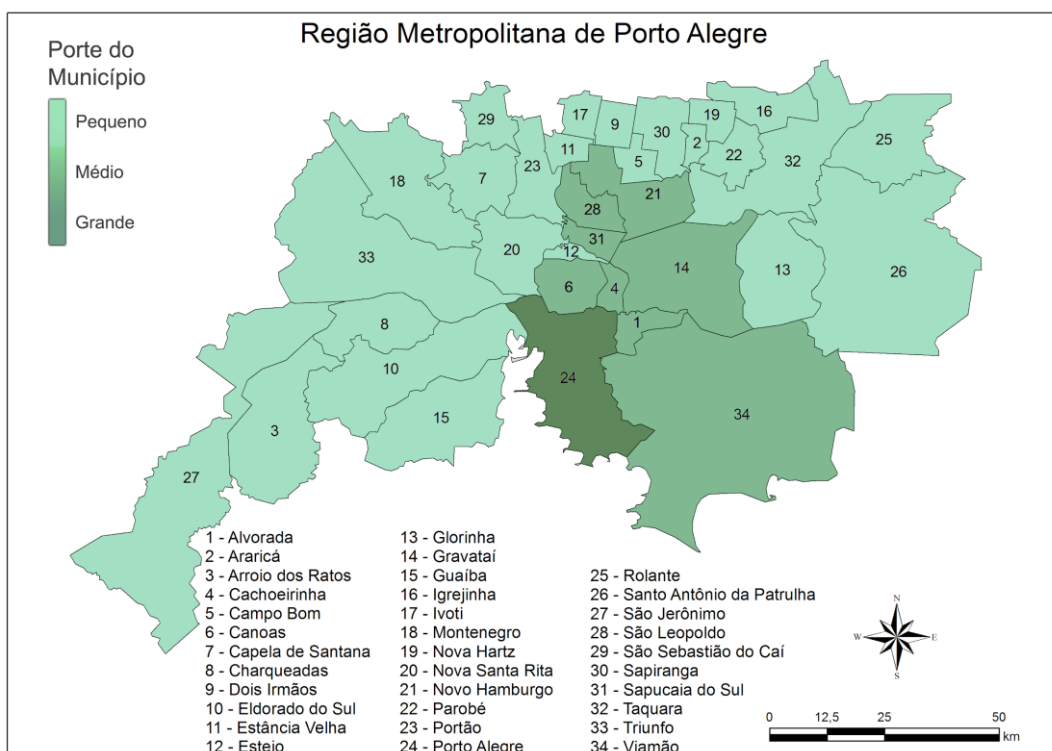 Região Metropolitana de Porto Alegre
Porte do
Município
Pequeno
Médio
Grande
29
17
9
30
19
16
25
18
7
23
11
5
2
22
32
28
21
33
20
31
12
14
13
26
6
4
8
1
10
24
15
34
3
27
1 - Alvorada
2 - Araricá
3 - Arroio dos Ratos
4 - Cachoeirinha
5 - Campo Bom
6 - Canoas
7 - Capela de Santana
8 - Charqueadas
9 - Dois Irmãos
10 - Eldorado do Sul
11 - Estância Velha
12 - Esteio
13 - Glorinha
14 - Gravataí
15 - Guaíba
16 - Igrejinha
17 - Ivoti
18 - Montenegro
19 - Nova Hartz
20 - Nova Santa Rita
21 - Novo Hamburgo
22 - Parobé
23 - Portão
24 - Porto Alegre
25 - Rolante
26 - Santo Antônio da Patrulha
27 - São Jerônimo
28 - São Leopoldo
29 - São Sebastião do Caí
30 - Sapiranga
31 - Sapucaia do Sul
32 - Taquara
33 - Triunfo
34 - Viamão
N
W E
S
0 12,5 25 50
km